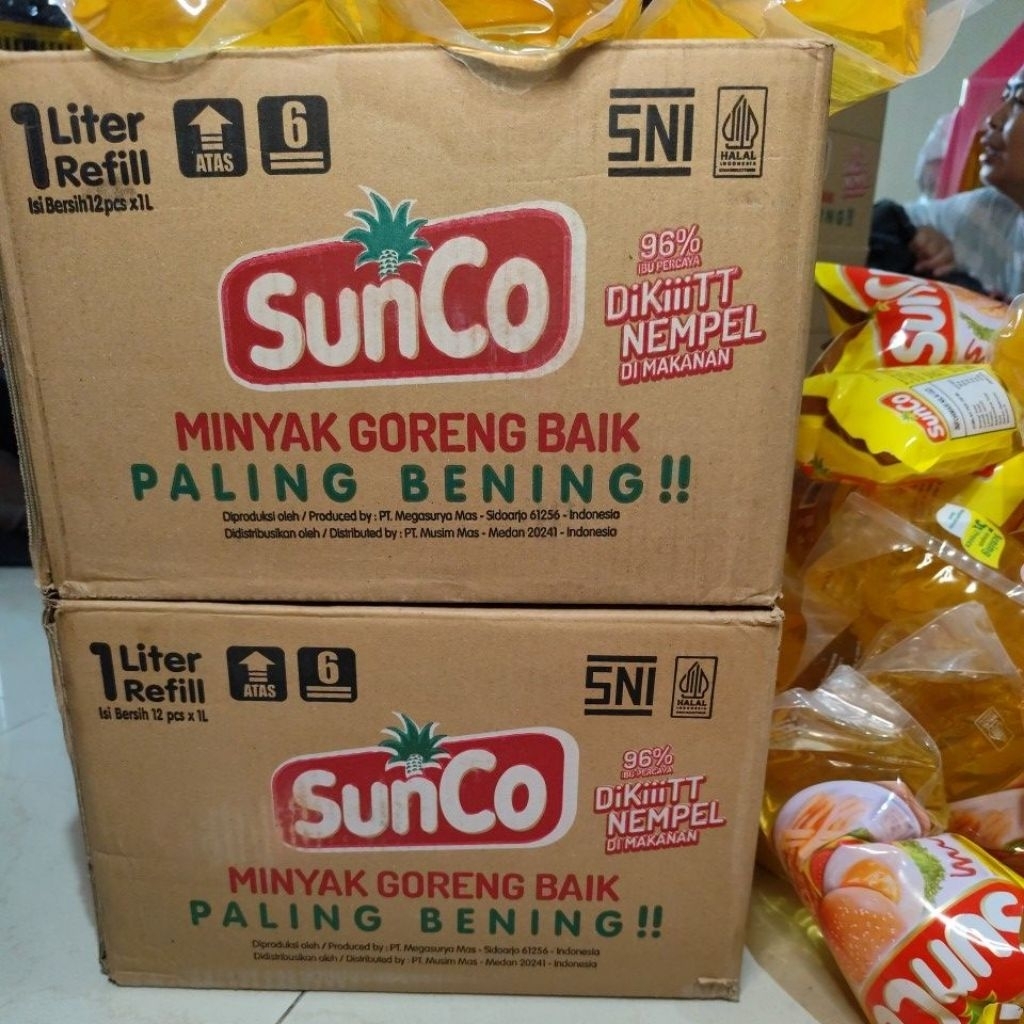 1 Liter
Refill
Isi Bersih 12 pcs x 1L
ATAS
6
SNI
HALAL
INDONESIA
SunCo
96%
IBU PERCAYA
DiKiiiTT
NEMPEL
DI MAKANAN
MINYAK GORENG BAIK
PALING BENING!!
Diproduksi oleh / Produced by : PT. Megasurya Mas - Sidoarjo 61256 - Indonesia
Didistribusikan oleh / Distributed by : PT. Musim Mas - Medan 20241 - Indonesia
1 Liter
Refill
Isi Bersih 12 pcs x 1L
ATAS
6
SNI
HALAL
INDONESIA
SunCo
96%
IBU PERCAYA
DiKiiiTT
NEMPEL
DI MAKANAN
MINYAK GORENG BAIK
PALING BENING!!
Diproduksi oleh / Produced by : PT. Megasurya Mas - Sidoarjo 61256 - Indonesia
Didistribusikan oleh / Distributed by : PT. Musim Mas - Medan 20241 - Indonesia
SunCo
SunCo